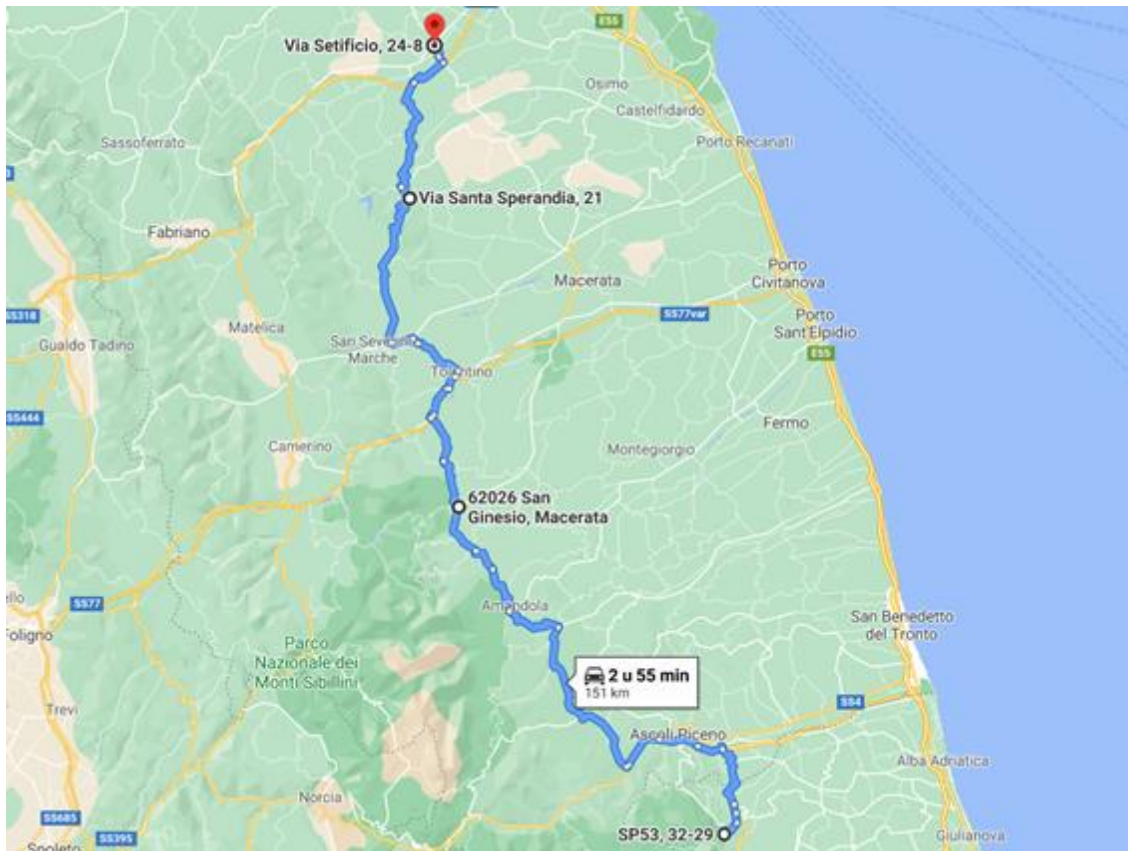 E55
Via Setificio, 24-8
Osimo
Castelfidardo
Sassoferrato
Porto Recanati
Via Santa Sperandia, 21
Fabriano
Macerata
Porto
Civitanova
SS318
SS77var
Porto
Sant'Elpidio
Matelica
San Severino
Marche
Gualdo Tadino
E55
Tolentino
SS444
Fermo
Camerino
Montegiorgio
62026 San
Ginesio, Macerata
SS77
Amandola
San Benedetto
del Tronto
Foligno
Parco
Nazionale dei
Monti Sibillini
2 u 55 min
151 km
Trevi
SS4
Ascoli Piceno
Alba Adriatica
Norcia
SS685
SP53, 32-29
Giulianova
SS395
Spoleto